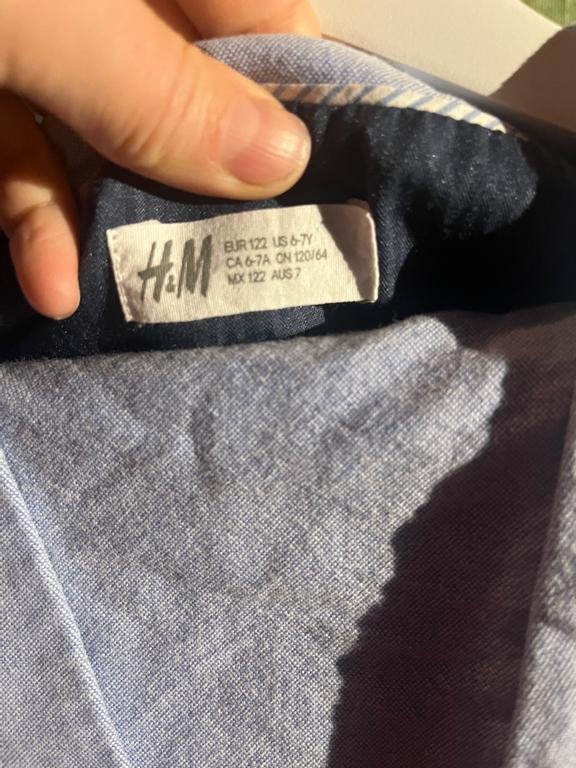 H&M
EUR 122 US 6-7Y
CA 6-7A CN 120/64
MX 122 AUS 7